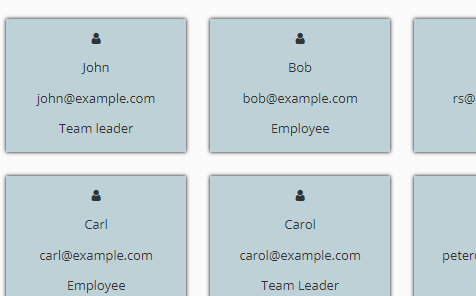 John
john@example.com
Team leader
Bob
bob@example.com
Employee
rs@
Carl
carl@example.com
Employee
Carol
carol@example.com
Team Leader